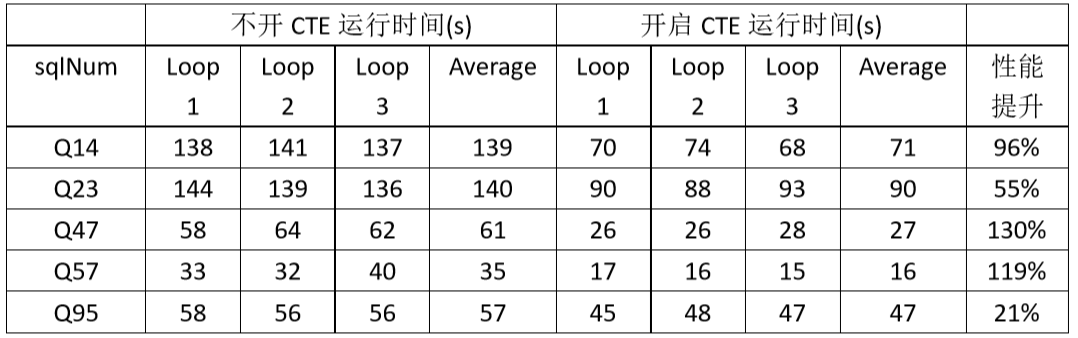 不开 CTE 运行时间(s) 开启 CTE 运行时间(s)
sqlNum Loop 1 Loop 2 Loop 3 Average Loop 1 Loop 2 Loop 3 Average 性能提升
Q14 138 141 137 139 70 74 68 71 96%
Q23 144 139 136 140 90 88 93 90 55%
Q47 58 64 62 61 26 26 28 27 130%
Q57 33 32 40 35 17 16 15 16 119%
Q95 58 56 56 57 45 48 47 47 21%